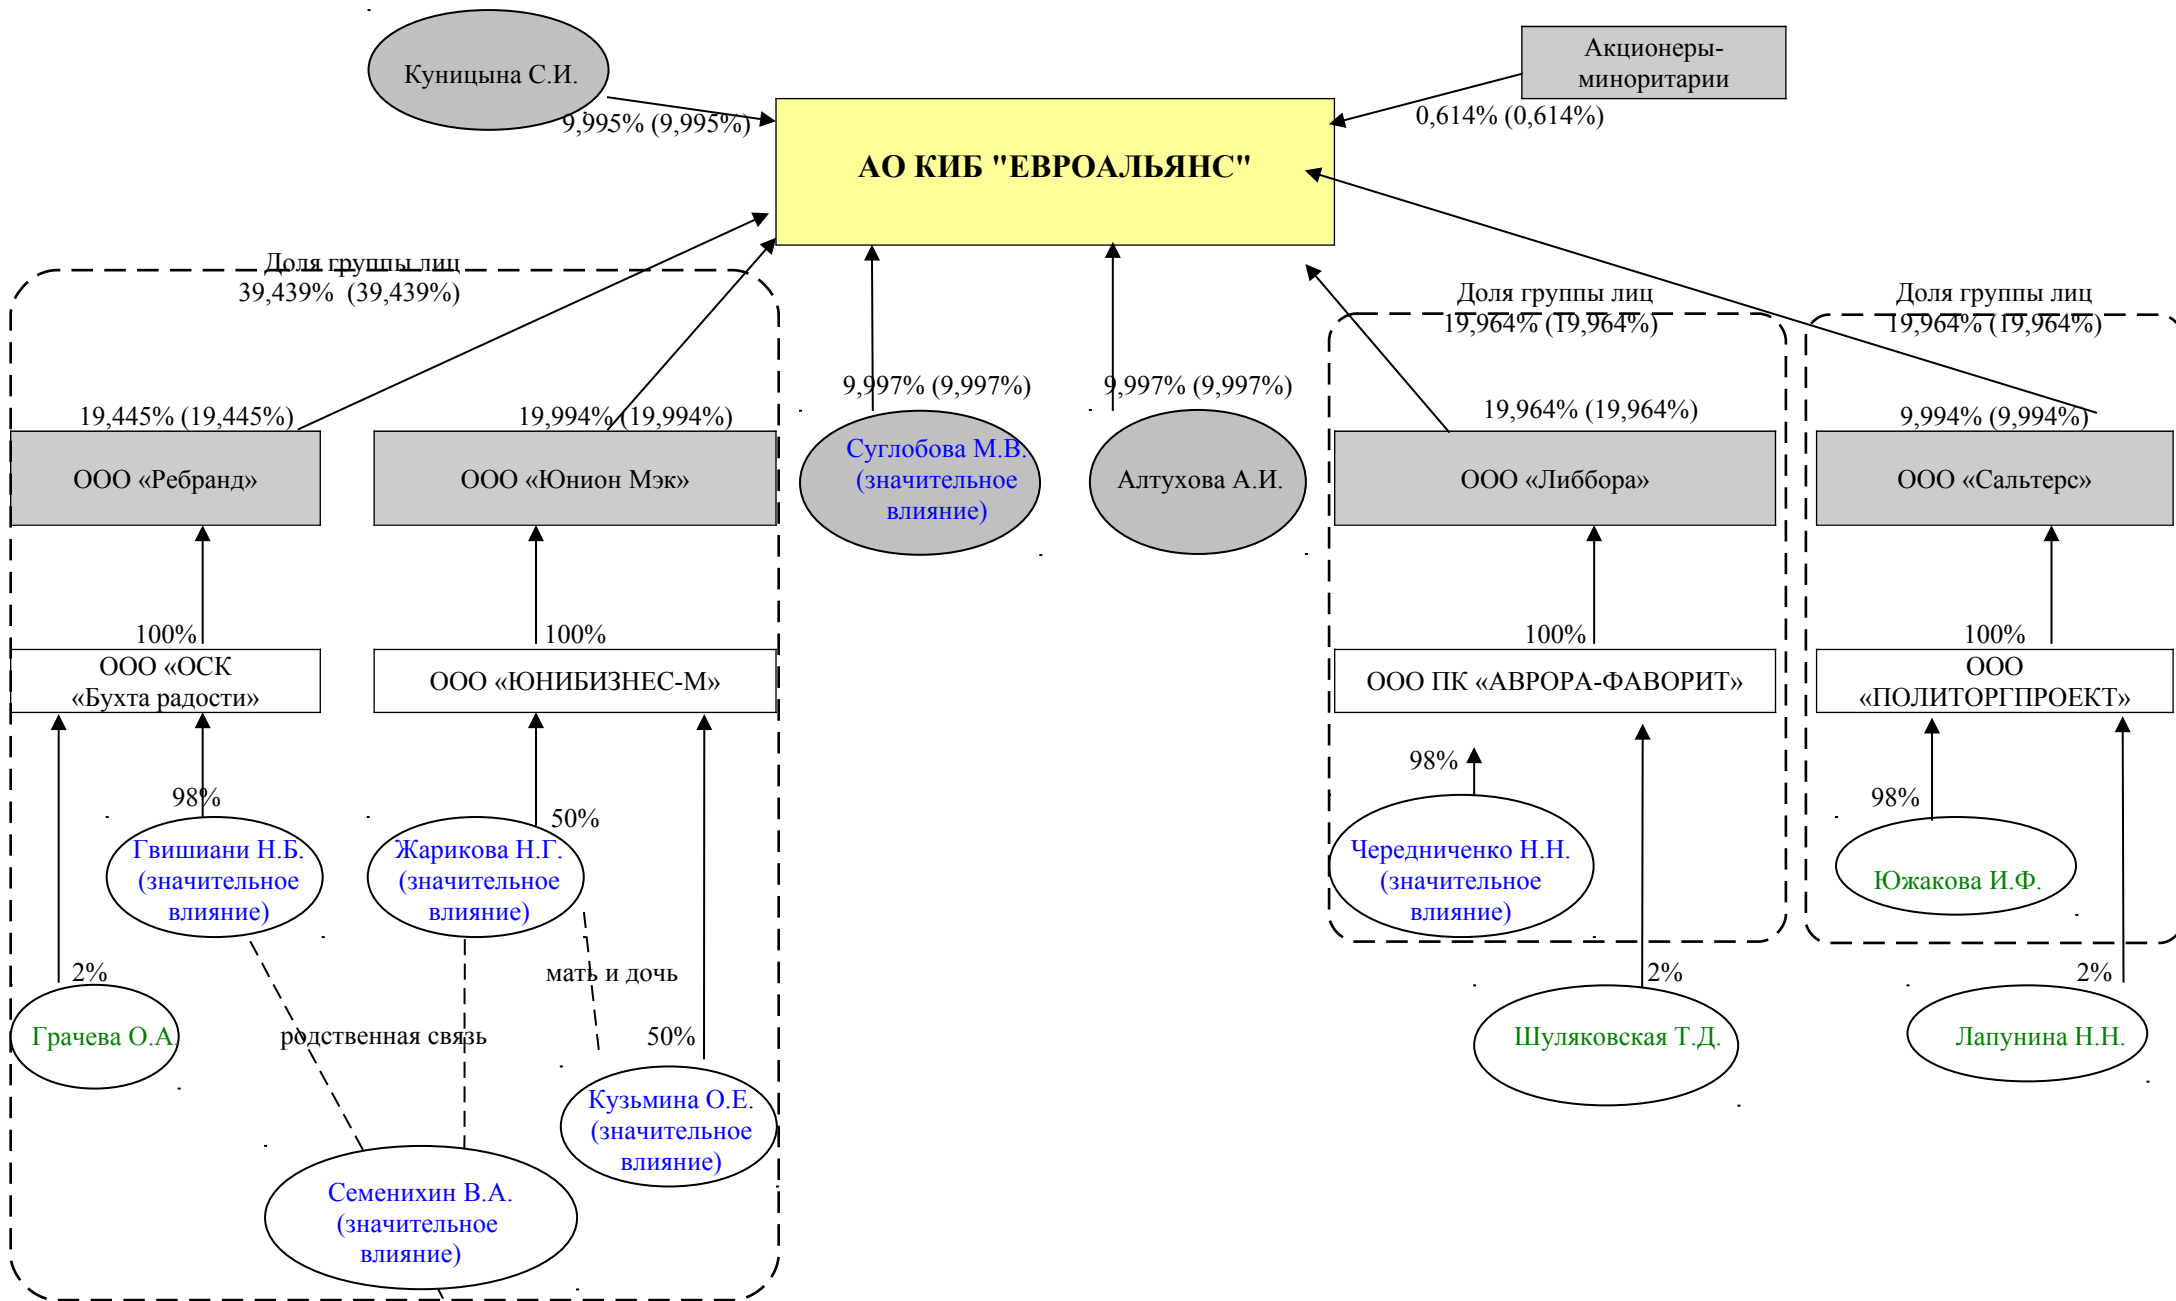 Куницына С.И.
Акционеры-
миноритарии
9,995% (9,995%)
0,614% (0,614%)
АО КИБ "ЕВРОАЛЬЯНС"
Доля группы лиц
39,439% (39,439%)
Доля группы лиц
19,964% (19,964%)
Доля группы лиц
19,964% (19,964%)
19,445% (19,445%)
19,994% (19,994%)
9,997% (9,997%)
9,997% (9,997%)
19,964% (19,964%)
9,994% (9,994%)
ООО «Ребранд»
ООО «Юнион Мэк»
Суглобова М.В.
(значительное
влияние)
Алтухова А.И.
ООО «Либбора»
ООО «Сальтерс»
100%
100%
100%
100%
ООО «ОСК
«Бухта радости»
ООО «ЮНИБИЗНЕС-М»
ООО ПК «АВРОРА-ФАВОРИТ»
ООО
«ПОЛИТОРГПРОЕКТ»
98%
50%
98%
98%
Гвишиани Н.Б.
(значительное
влияние)
Жарикова Н.Г.
(значительное
влияние)
Чередниченко Н.Н.
(значительное
влияние)
Южакова И.Ф.
2%
мать и дочь
2%
2%
Грачева О.А.
родственная связь
50%
Шуляковская Т.Д.
Лапунина Н.Н.
Кузьмина О.Е.
(значительное
влияние)
Семенихин В.А.
(значительное
влияние)